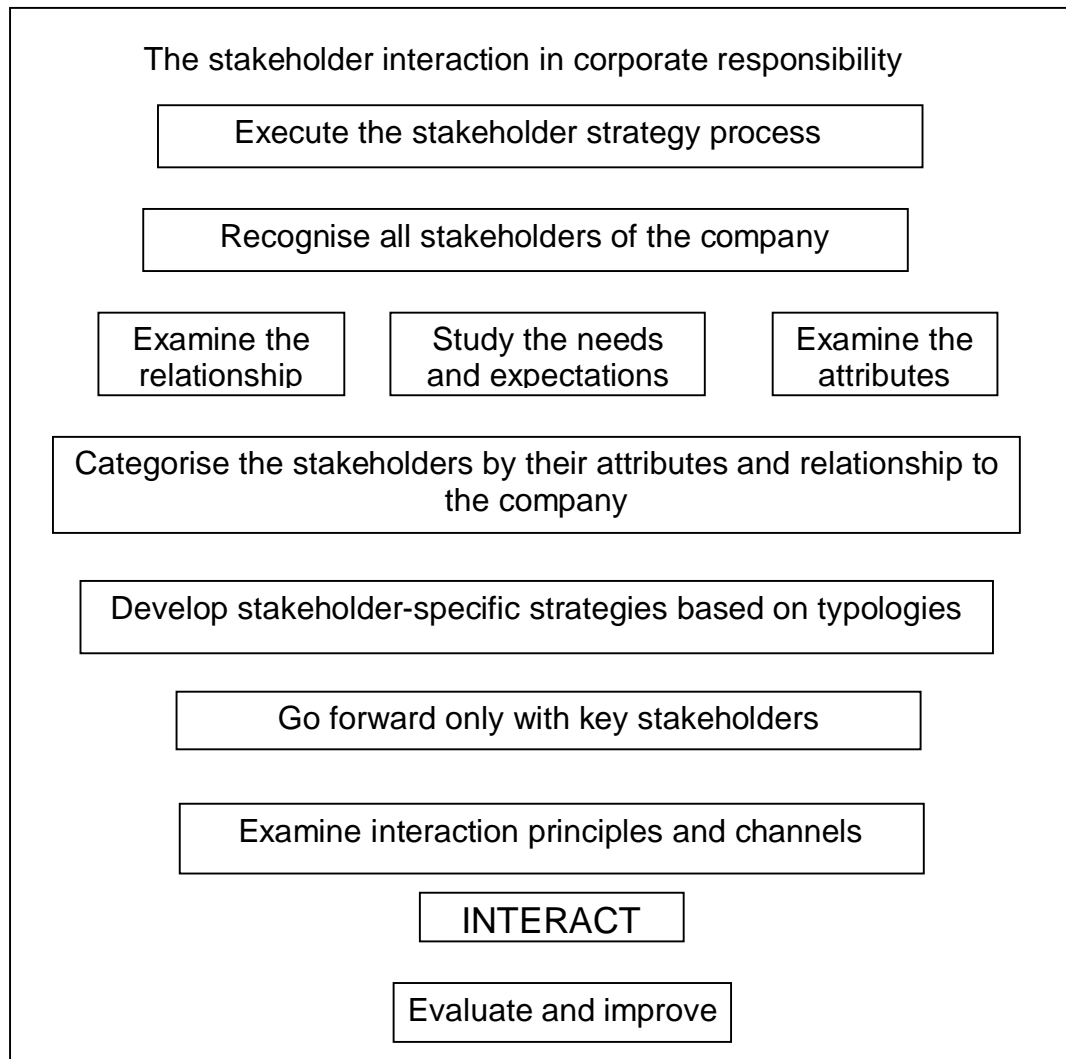 The stakeholder interaction in corporate responsibility
Execute the stakeholder strategy process
Recognise all stakeholders of the company
Examine the
relationship
Study the needs
and expectations
Examine the
attributes
Categorise the stakeholders by their attributes and relationship to
the company
Develop stakeholder-specific strategies based on typologies
Go forward only with key stakeholders
Examine interaction principles and channels
INTERACT
Evaluate and improve